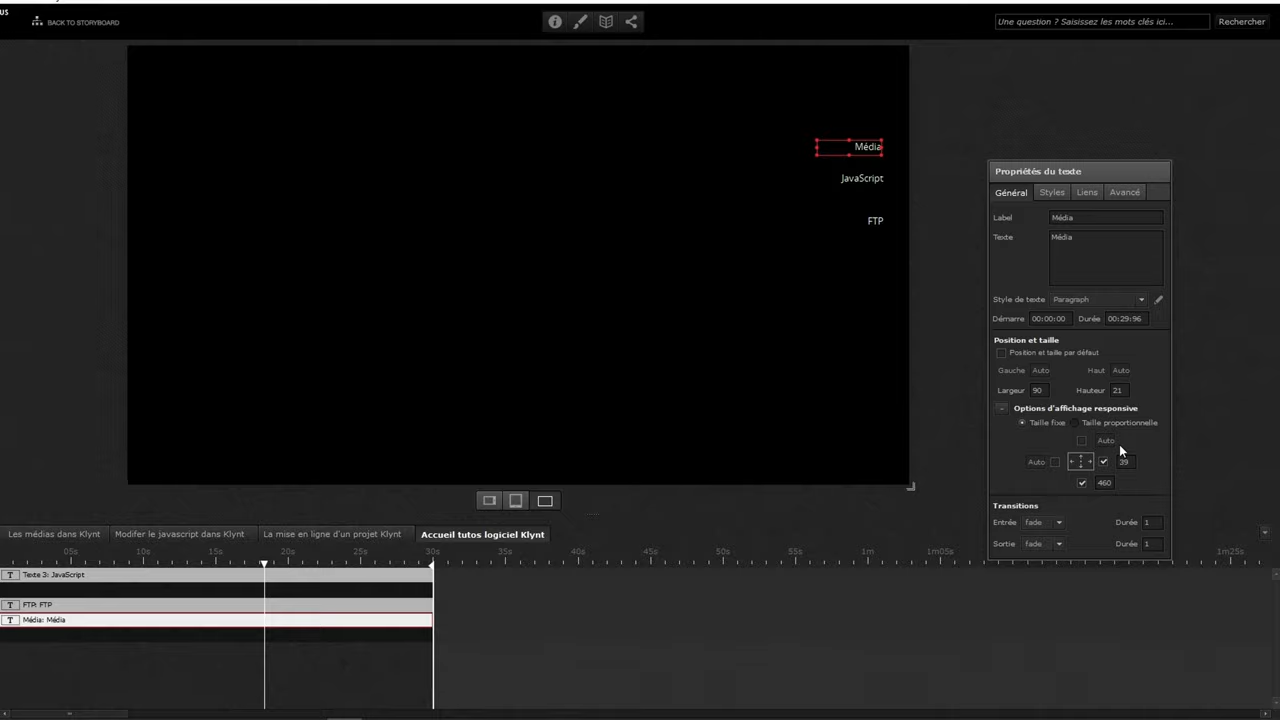 US
BACK TO STORYBOARD
Une question ? Saisissez les mots clés ici...
Rechercher
Média
JavaScript
FTP
Propriétés du texte
Général Styles Liens Avancé
Label Média
Texte Média
Style de texte Paragraph
Démarre 00:00:00 Durée 00:29:96
Position et taille
Position et taille par défaut
Gauche Auto Haut Auto
Largeur 90 Hauteur 21
Options d'affichage responsive
Taille fixe Taille proportionnelle
Auto
Auto 39
460
Transitions
Entrée fade Durée 1
Sortie fade Durée 1
Les médias dans Klynt Modifer le javascript dans Klynt La mise en ligne d'un projet Klynt Accueil tutos logiciel Klynt
05s 10s 15s 20s 25s 30s 35s 40s 45s 50s 55s 1m 1m05s 1m25s
T Texte 3: JavaScript
T FTP: FTP
T Média: Média